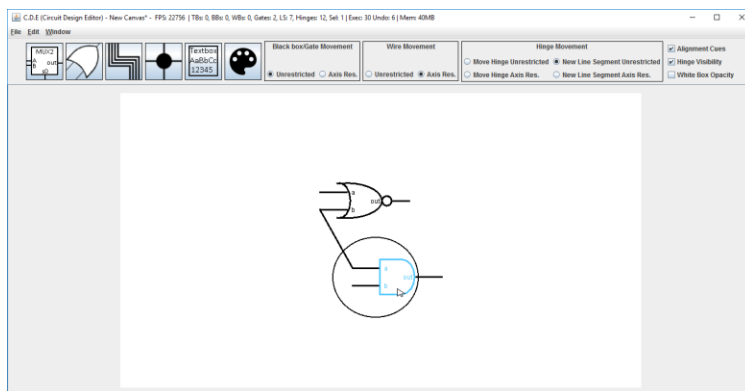 C.D.E (Circuit Design Editor) - New Canvas* - FPS: 22756 | TBs: 0, BBs: 0, WBs: 0, Gates: 2, LS: 7, Hinges: 12, Sel: 1 | Exec: 30 Undo: 6 | Mem: 40MB
File Edit Window
MUX2
A
B
out
s0
Textbox
AaBbCc
12345
Black box/Gate Movement
Unrestricted Axis Res.
Wire Movement
Unrestricted Axis Res.
Hinge Movement
Move Hinge Unrestricted New Line Segment Unrestricted
Move Hinge Axis Res. New Line Segment Axis Res.
Alignment Cues
Hinge Visibility
White Box Opacity
a
b
out
a
b
out